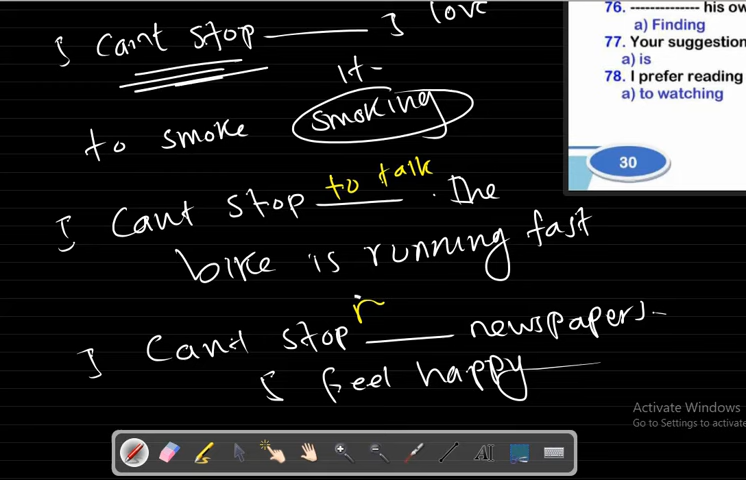 I Cant stop ______ I love
It
to smoke smoking
to talk
I Cant stop ______ . The
bike is running fast
r
I Cant stop ______ newspapers.
I feel happy
76. -------------- his ow
a) Finding
77. Your suggestion
a) is
78. I prefer reading
a) to watching
30
Activate Windows
Go to Settings to activate
AI